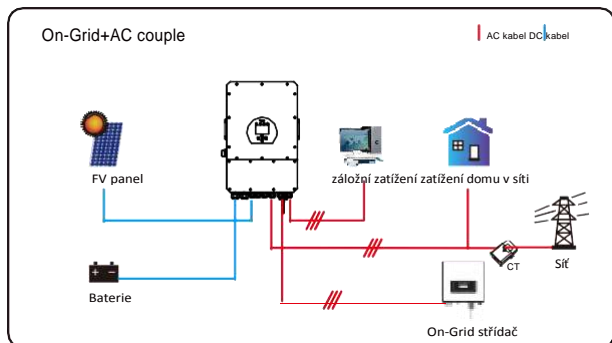 On-Grid+AC couple
AC kabel DC kabel
FV panel
záložní zatížení zatížení domu v síti
CT
Síť
Baterie
On-Grid střídač